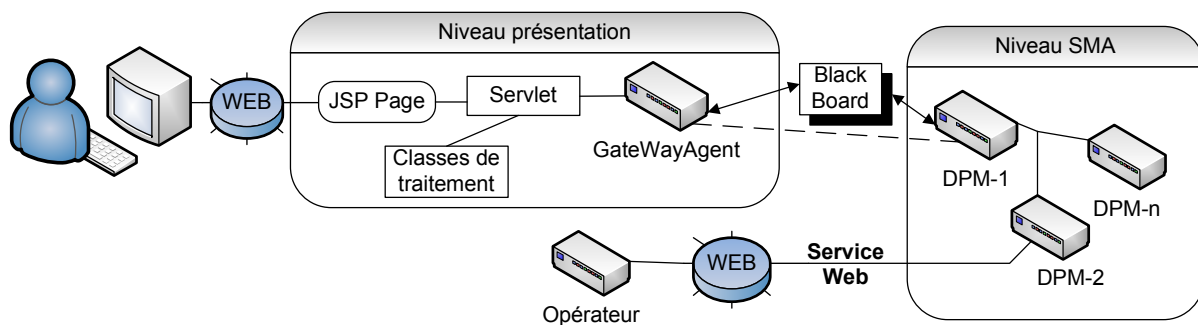 Niveau présentation
Niveau SMA
WEB
JSP Page
Servlet
Black
Board
GateWayAgent
Classes de
traitement
DPM-1
DPM-n
DPM-2
WEB
Service
Web
Opérateur